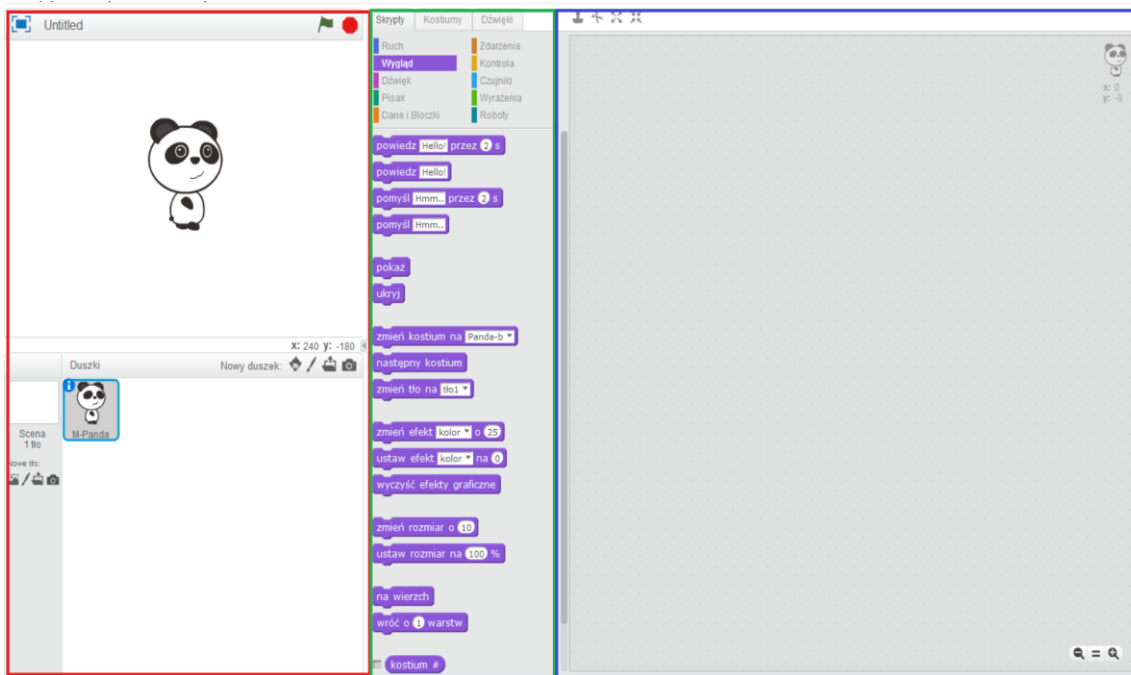 Untitled
x: 240 y: -180
Duszki
Nowy duszek:
M-Panda
Scena
1 tło
Nowe tło:
Skrypty Kostiumy Dźwięki
Ruch Zdarzenia
Wygląd Kontrola
Dźwięk Czujniki
Pisak Wyrażenia
Dane i Bloczki Roboty
powiedz Hello! przez 2 s
powiedz Hello!
pomyśl Hmm.. przez 2 s
pomyśl Hmm..
pokaż
ukryj
zmień kostium na Panda-b
następny kostium
zmień tło na tło1
zmień efekt kolor o 25
ustaw efekt kolor na 0
wyczyść efekty graficzne
zmień rozmiar o 10
ustaw rozmiar na 100 %
na wierzch
wróć o 1 warstw
kostium #
x: 0
y: -9